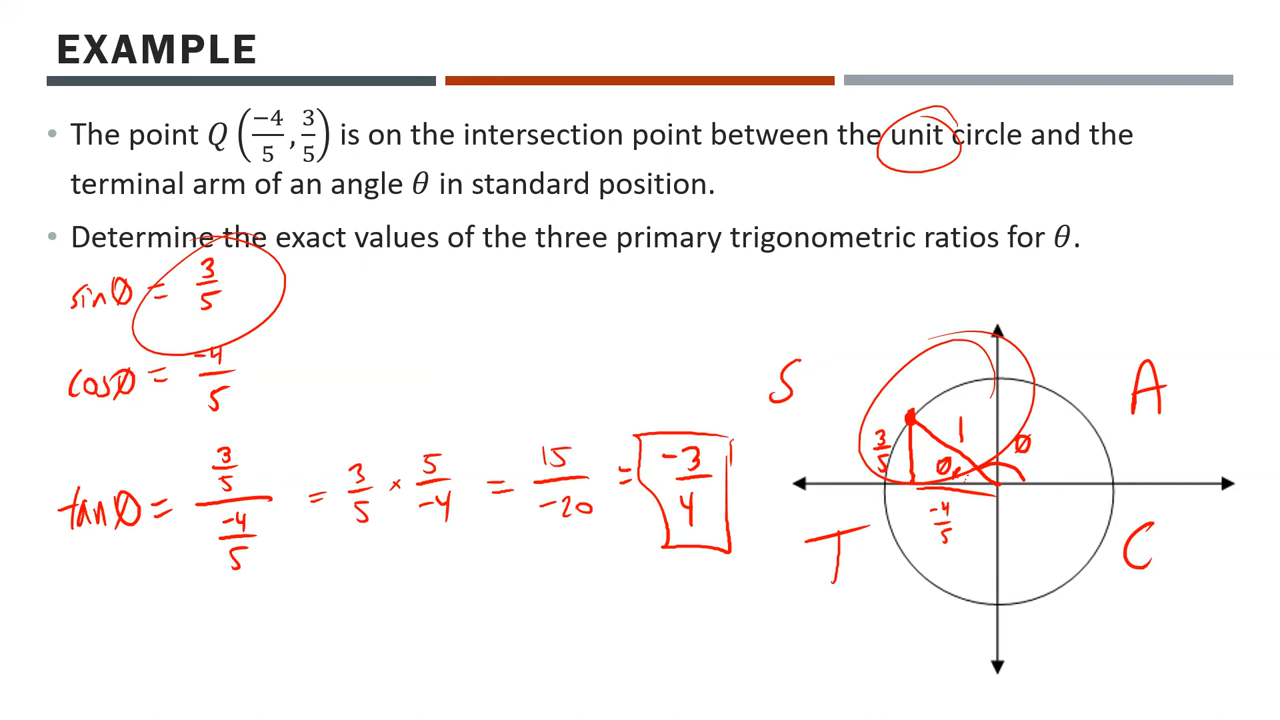 EXAMPLE
• The point Q (-4/5, 3/5) is on the intersection point between the unit circle and the
terminal arm of an angle θ in standard position.
• Determine the exact values of the three primary trigonometric ratios for θ.
sinθ = 3/5
cosθ = -4/5
tanθ = (3/5)/(-4/5) = 3/5 × 5/-4 = 15/-20 = -3/4
S
A
1
3/5
θ
θr
-4/5
T
C